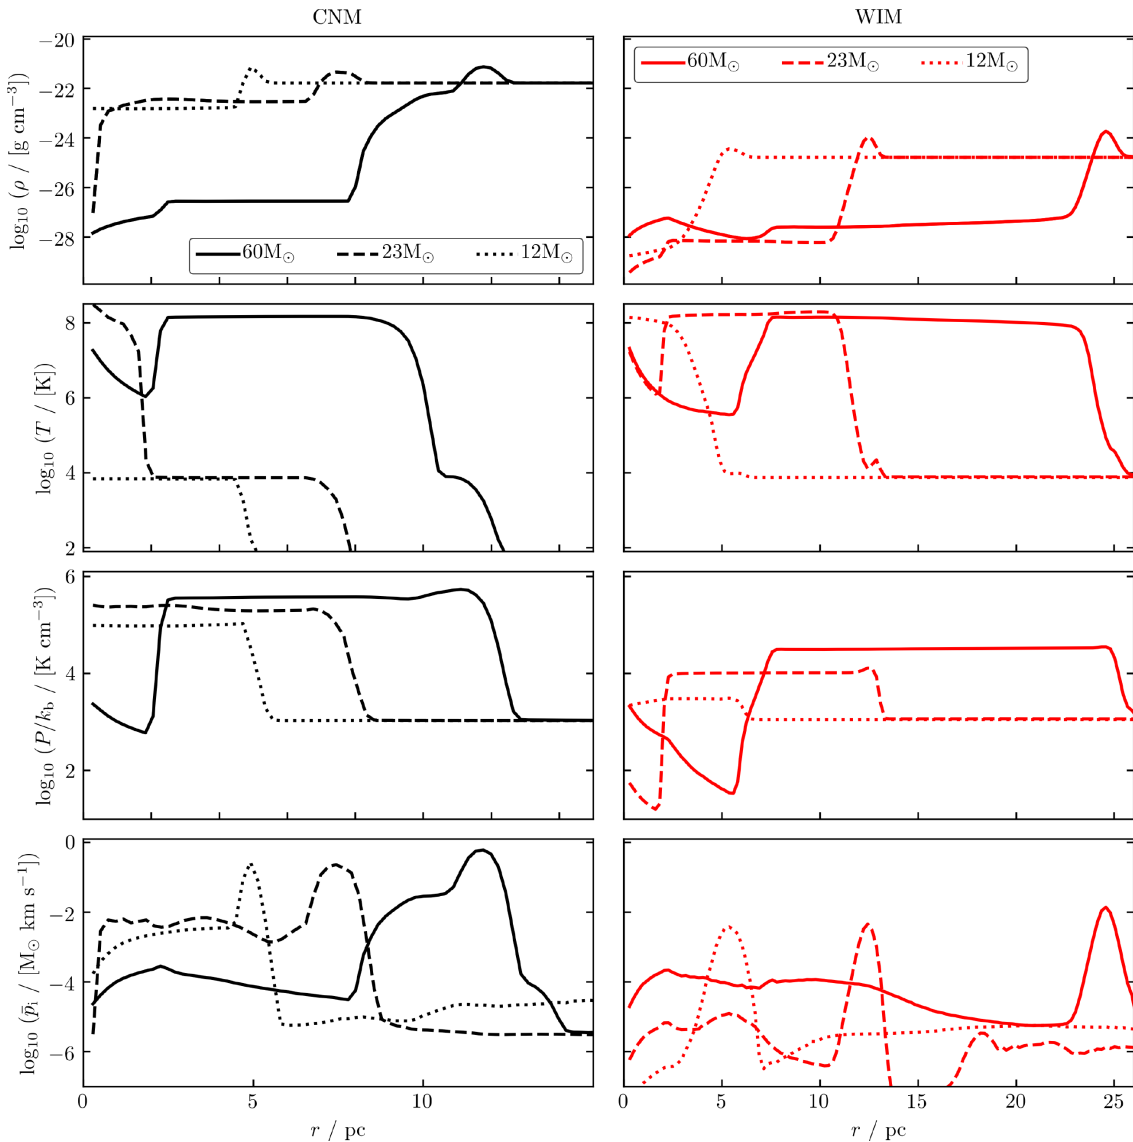 CNM
WIM
log₁₀ (ρ / [g cm⁻³])
−20
−22
−24
−26
−28
60M⊙ 23M⊙ 12M⊙
60M⊙ 23M⊙ 12M⊙
log₁₀ (T / [K])
8
6
4
2
log₁₀ (P/k_b / [K cm⁻³])
6
4
2
log₁₀ (p̄ᵢ / [M⊙ km s⁻¹])
0
−2
−4
−6
0 5 10
0 5 10 15 20 25
r / pc
r / pc